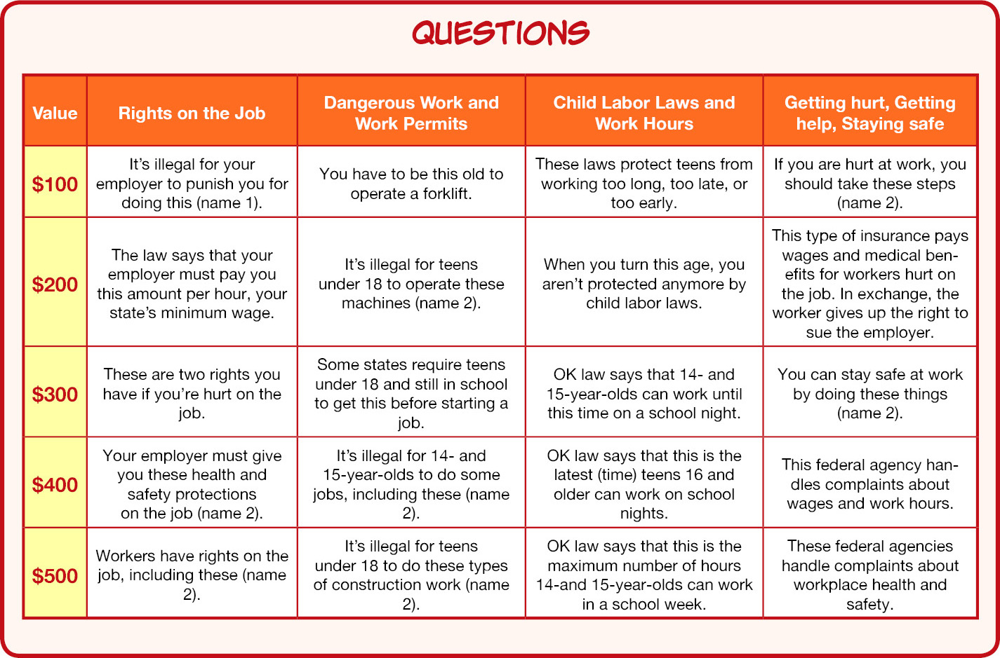 QUESTIONS
Value
Rights on the Job
Dangerous Work and
Work Permits
Child Labor Laws and
Work Hours
Getting hurt, Getting
help, Staying safe
$100
It’s illegal for your
employer to punish you for
doing this (name 1).
You have to be this old to
operate a forklift.
These laws protect teens from
working too long, too late, or
too early.
If you are hurt at work, you
should take these steps
(name 2).
$200
The law says that your
employer must pay you
this amount per hour, your
state’s minimum wage.
It’s illegal for teens
under 18 to operate these
machines (name 2).
When you turn this age, you
aren’t protected anymore by
child labor laws.
This type of insurance pays
wages and medical ben-
efits for workers hurt on
the job. In exchange, the
worker gives up the right to
sue the employer.
$300
These are two rights you
have if you’re hurt on the
job.
Some states require teens
under 18 and still in school
to get this before starting a
job.
OK law says that 14- and
15-year-olds can work until
this time on a school night.
You can stay safe at work
by doing these things
(name 2).
$400
Your employer must give
you these health and
safety protections
on the job (name 2).
It’s illegal for 14- and
15-year-olds to do some
jobs, including these (name
2).
OK law says that this is the
latest (time) teens 16 and
older can work on school
nights.
This federal agency han-
dles complaints about
wages and work hours.
$500
Workers have rights on the
job, including these (name
2).
It’s illegal for teens
under 18 to do these types
of construction work (name
2).
OK law says that this is the
maximum number of hours
14-and 15-year-olds can work
in a school week.
These federal agencies
handle complaints about
workplace health and
safety.